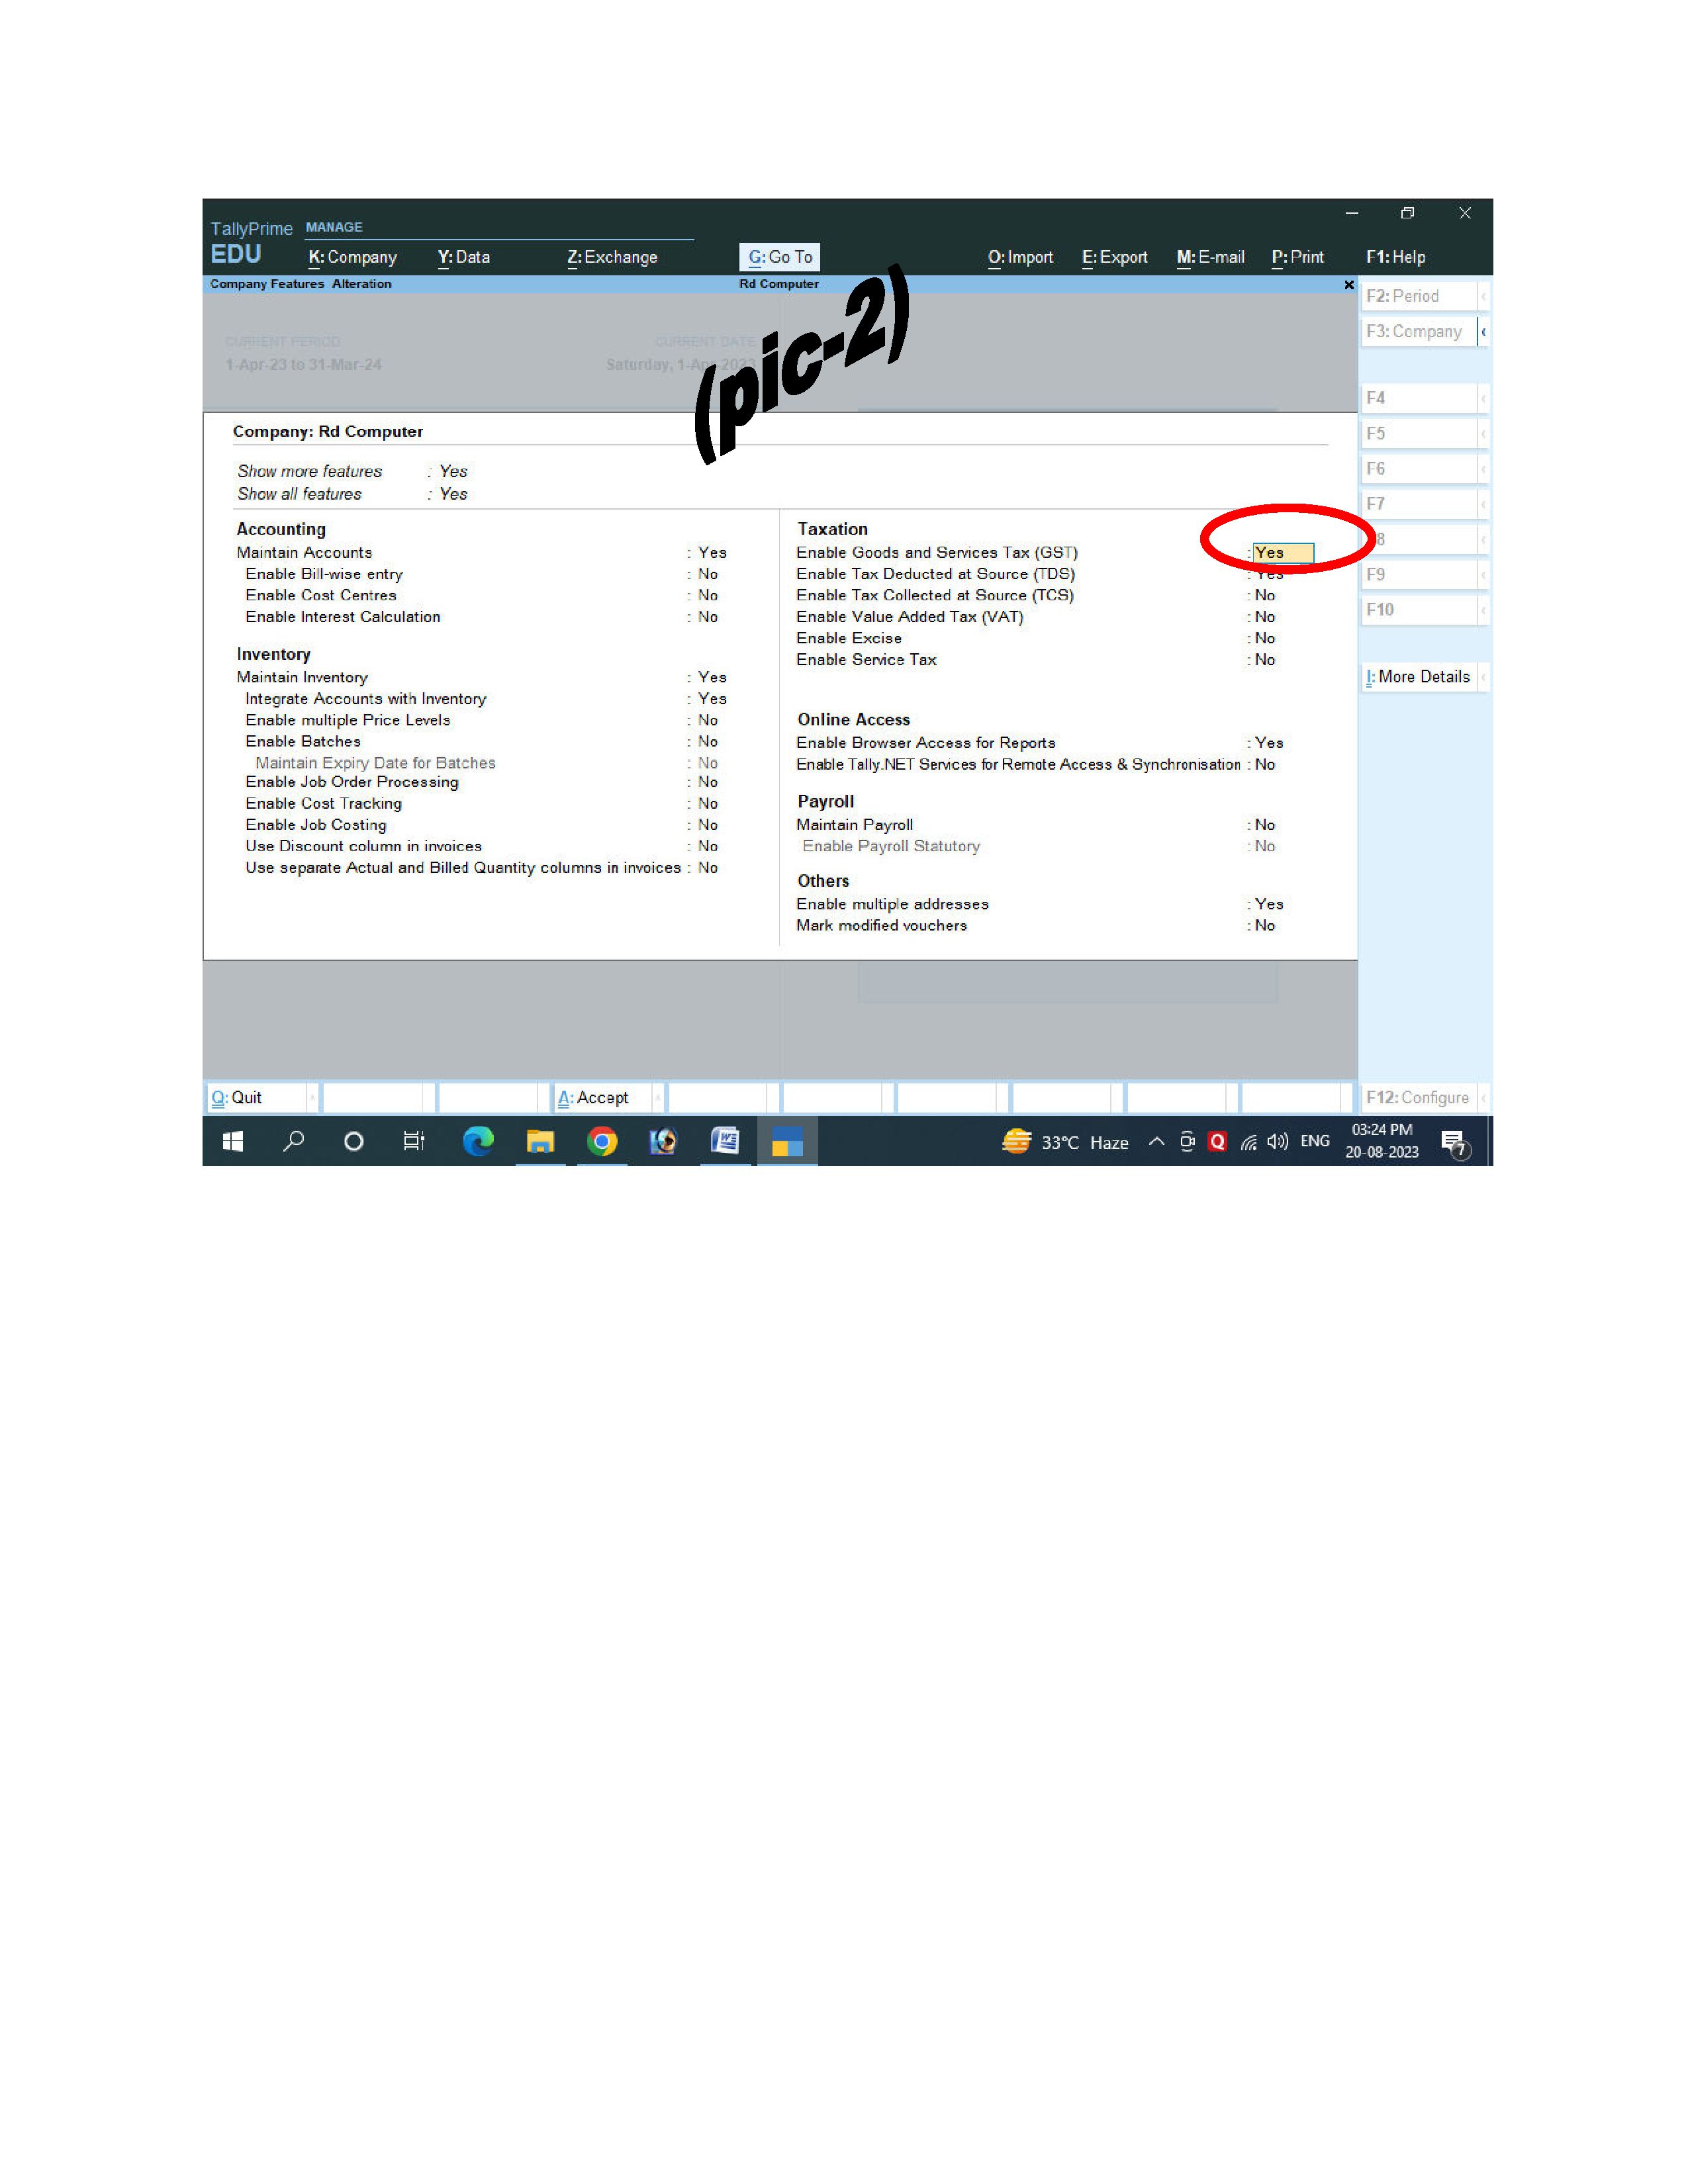 TallyPrime MANAGE
EDU K: Company Y: Data Z: Exchange G: Go To O: Import E: Export M: E-mail P: Print F1: Help
Company Features Alteration Rd Computer
F2: Period
F3: Company
CURRENT PERIOD CURRENT DATE
1-Apr-23 to 31-Mar-24 Saturday, 1-Apr-2023
(pic-2)
F4
Company: Rd Computer
F5
Show more features : Yes
F6
Show all features : Yes
F7
Accounting
Maintain Accounts : Yes
Enable Bill-wise entry : No
Enable Cost Centres : No
Enable Interest Calculation : No
Inventory
Maintain Inventory : Yes
Integrate Accounts with Inventory : Yes
Enable multiple Price Levels : No
Enable Batches : No
Maintain Expiry Date for Batches : No
Enable Job Order Processing : No
Enable Cost Tracking : No
Enable Job Costing : No
Use Discount column in invoices : No
Use separate Actual and Billed Quantity columns in invoices : No
Taxation
Enable Goods and Services Tax (GST) : Yes
Enable Tax Deducted at Source (TDS) : Yes
Enable Tax Collected at Source (TCS) : No
Enable Value Added Tax (VAT) : No
Enable Excise : No
Enable Service Tax : No
Online Access
Enable Browser Access for Reports : Yes
Enable Tally.NET Services for Remote Access & Synchronisation : No
Payroll
Maintain Payroll : No
Enable Payroll Statutory : No
Others
Enable multiple addresses : Yes
Mark modified vouchers : No
8
F9
F10
I: More Details
Q: Quit A: Accept F12: Configure
33°C Haze ENG 03:24 PM
20-08-2023
7